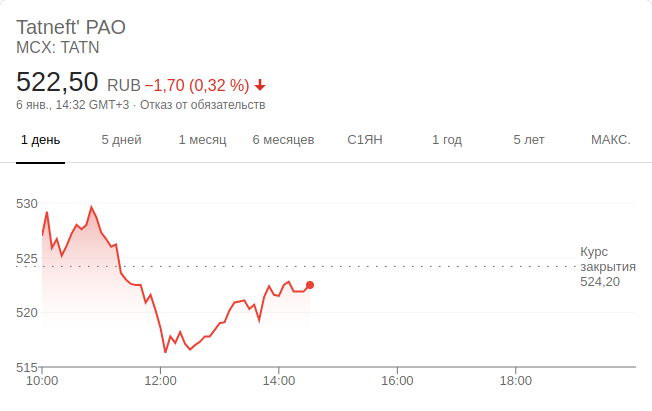 Tatneft' PAO
MCX: TATN
522,50 RUB −1,70 (0,32 %)
6 янв., 14:32 GMT+3 · Отказ от обязательств
1 день 5 дней 1 месяц 6 месяцев С1ЯН 1 год 5 лет МАКС.
530
525
520
515
Курс
закрытия
524,20
10:00 12:00 14:00 16:00 18:00